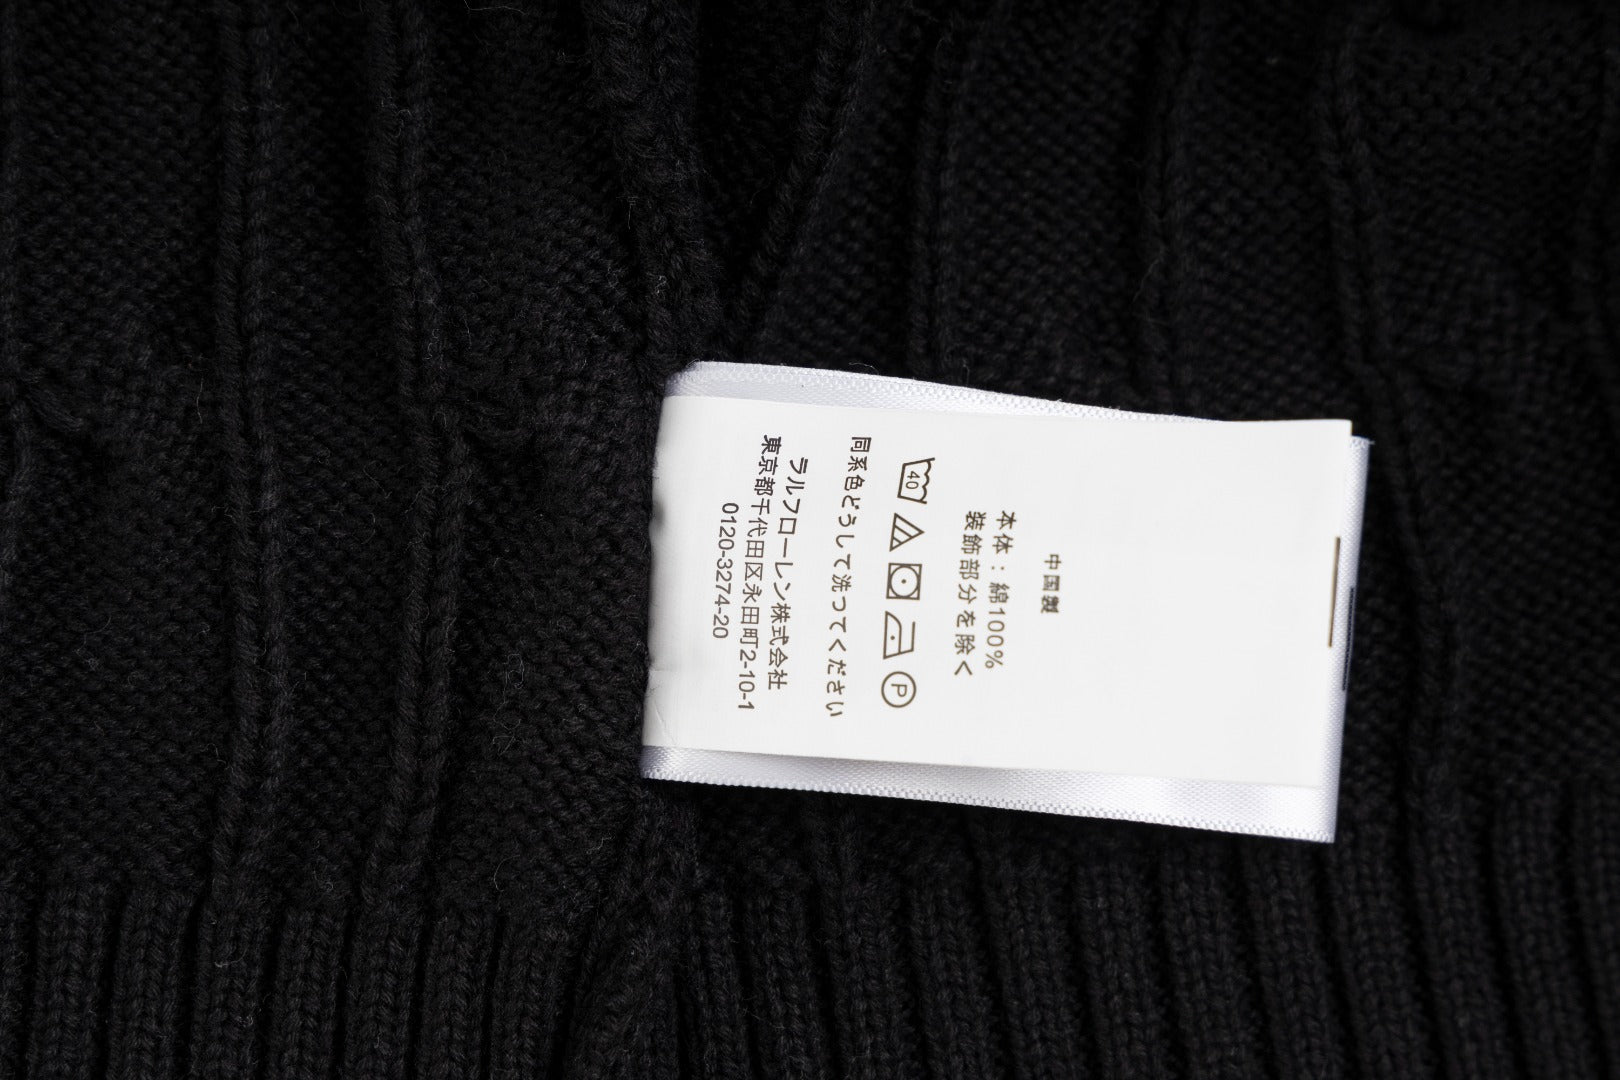 中国製
本体：綿100%
装飾部分を除く
40
P
同系色どうして洗ってください
ラルフローレン株式会社
東京都千代田区永田町2-10-1
0120-3274-20